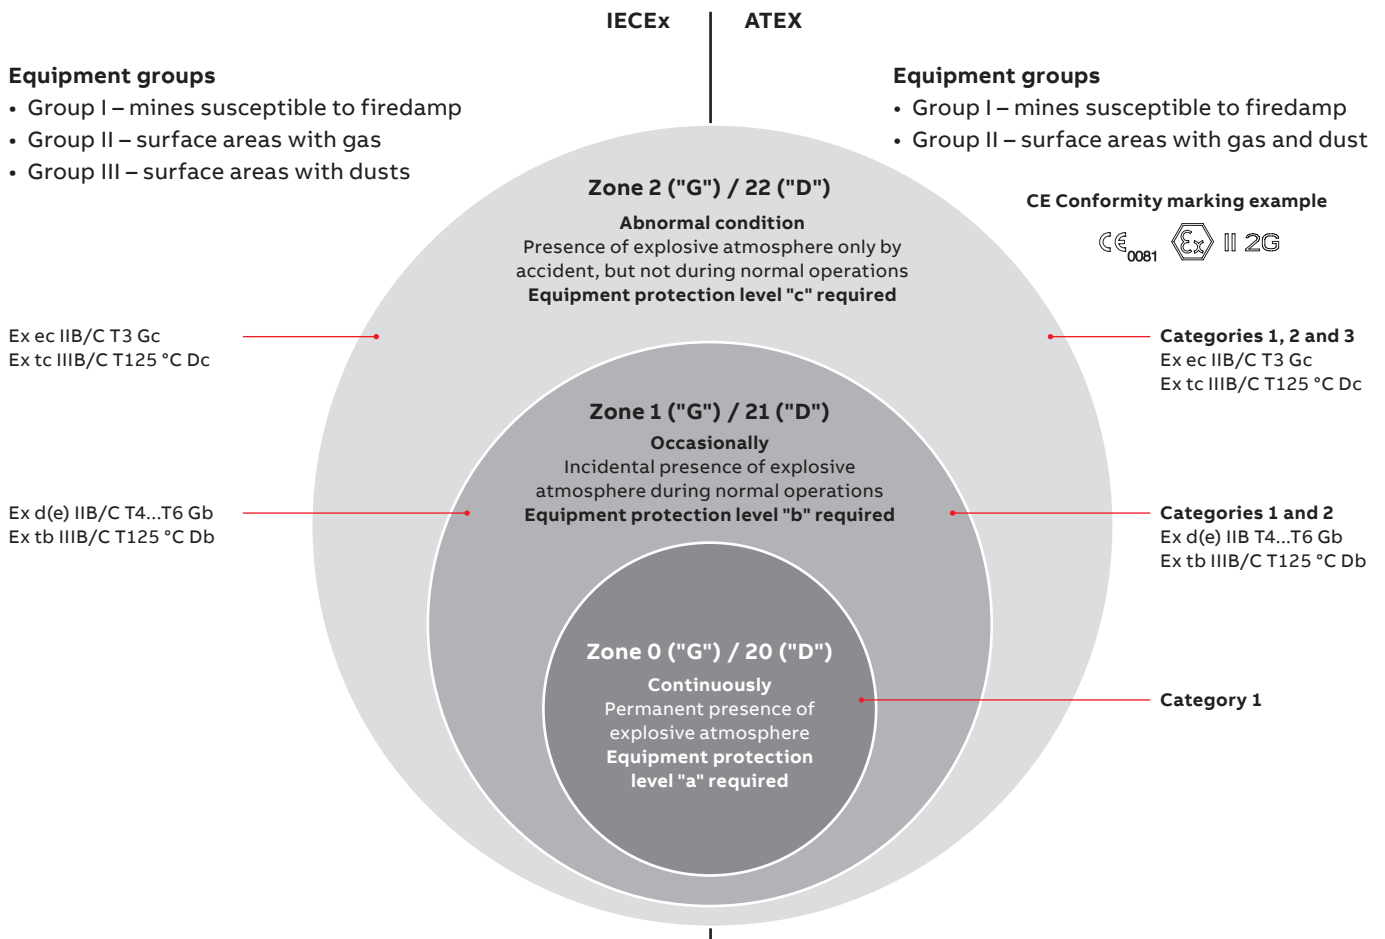 IECEx
ATEX
Equipment groups
• Group I – mines susceptible to firedamp
• Group II – surface areas with gas
• Group III – surface areas with dusts
Equipment groups
• Group I – mines susceptible to firedamp
• Group II – surface areas with gas and dust
CE Conformity marking example
CE 0081 Ex II 2G
Zone 2 ("G") / 22 ("D")
Abnormal condition
Presence of explosive atmosphere only by
accident, but not during normal operations
Equipment protection level "c" required
Ex ec IIB/C T3 Gc
Ex tc IIIB/C T125 °C Dc
Categories 1, 2 and 3
Ex ec IIB/C T3 Gc
Ex tc IIIB/C T125 °C Dc
Zone 1 ("G") / 21 ("D")
Occasionally
Incidental presence of explosive
atmosphere during normal operations
Equipment protection level "b" required
Ex d(e) IIB/C T4...T6 Gb
Ex tb IIIB/C T125 °C Db
Categories 1 and 2
Ex d(e) IIB T4...T6 Gb
Ex tb IIIB/C T125 °C Db
Zone 0 ("G") / 20 ("D")
Continuously
Permanent presence of
explosive atmosphere
Equipment protection
level "a" required
Category 1